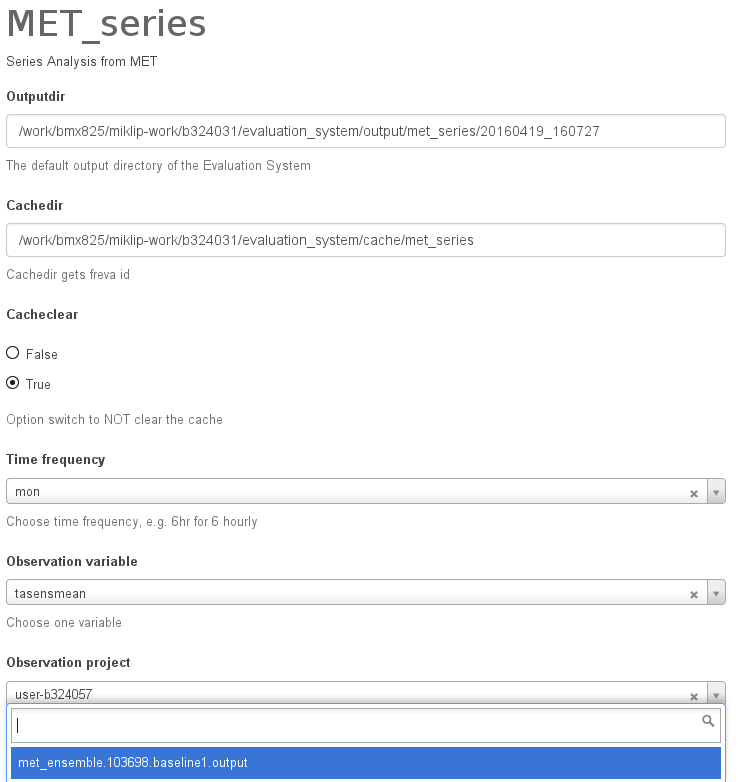 MET_series
Series Analysis from MET
Outputdir
/work/bmx825/miklip-work/b324031/evaluation_system/output/met_series/20160419_160727
The default output directory of the Evaluation System
Cachedir
/work/bmx825/miklip-work/b324031/evaluation_system/cache/met_series
Cachedir gets freva id
Cacheclear
False
True
Option switch to NOT clear the cache
Time frequency
mon
Choose time frequency, e.g. 6hr for 6 hourly
Observation variable
tasensmean
Choose one variable
Observation project
user-b324057
met_ensemble.103698.baseline1.output